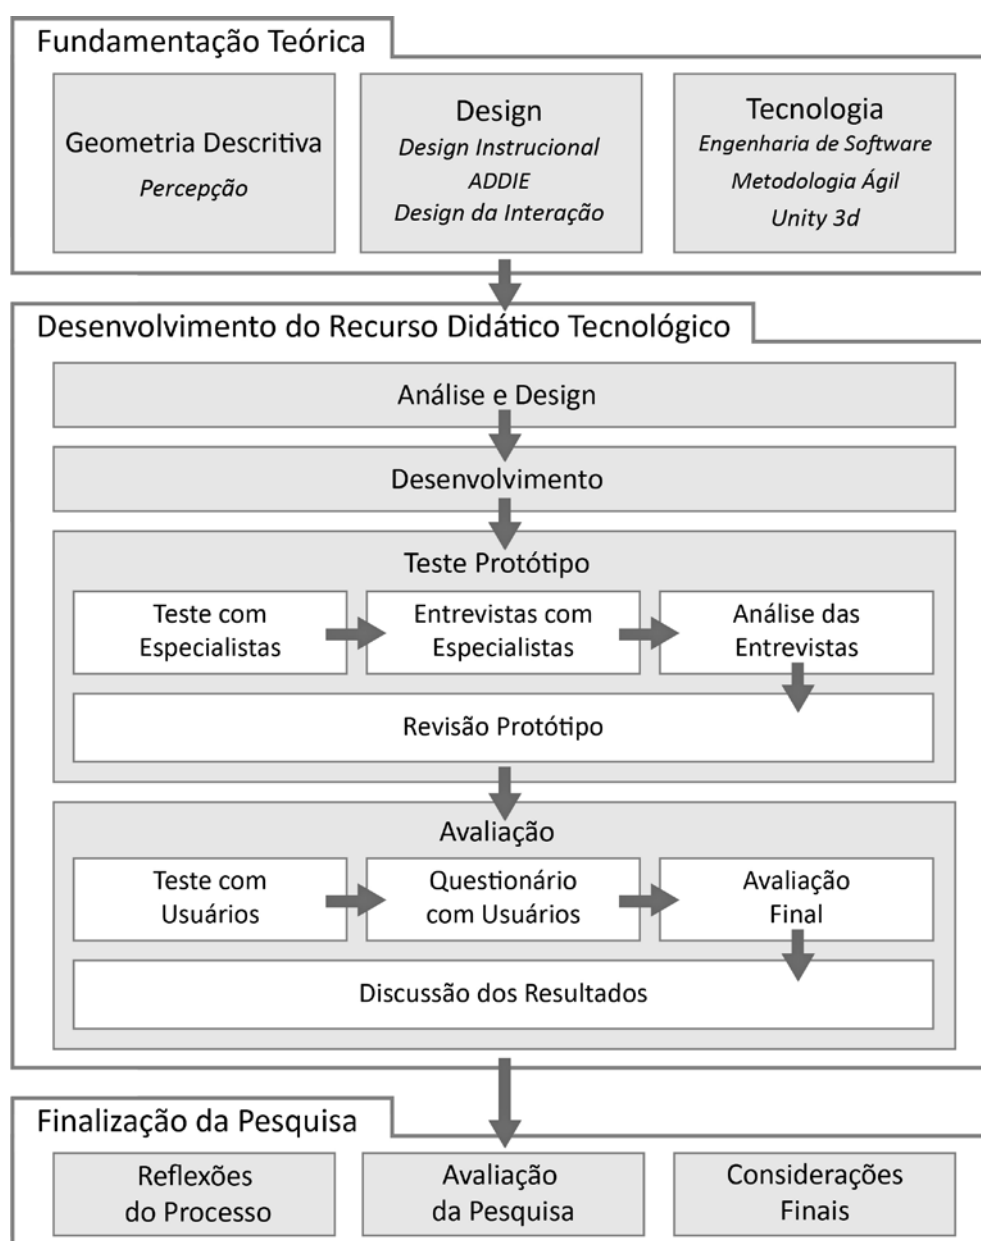 Fundamentação Teórica
Geometria Descritiva
Percepção
Design
Design Instrucional
ADDIE
Design da Interação
Tecnologia
Engenharia de Software
Metodologia Ágil
Unity 3d
Desenvolvimento do Recurso Didático Tecnológico
Análise e Design
Desenvolvimento
Teste Protótipo
Teste com
Especialistas
Entrevistas com
Especialistas
Análise das
Entrevistas
Revisão Protótipo
Avaliação
Teste com
Usuários
Questionário
com Usuários
Avaliação
Final
Discussão dos Resultados
Finalização da Pesquisa
Reflexões
do Processo
Avaliação
da Pesquisa
Considerações
Finais